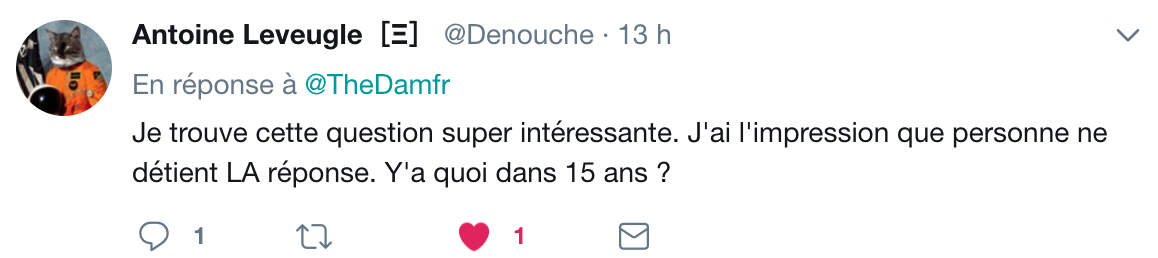 Antoine Leveugle [Ξ] @Denouche · 13 h
En réponse à @TheDamfr
Je trouve cette question super intéressante. J'ai l'impression que personne ne
détient LA réponse. Y'a quoi dans 15 ans ?
1 1